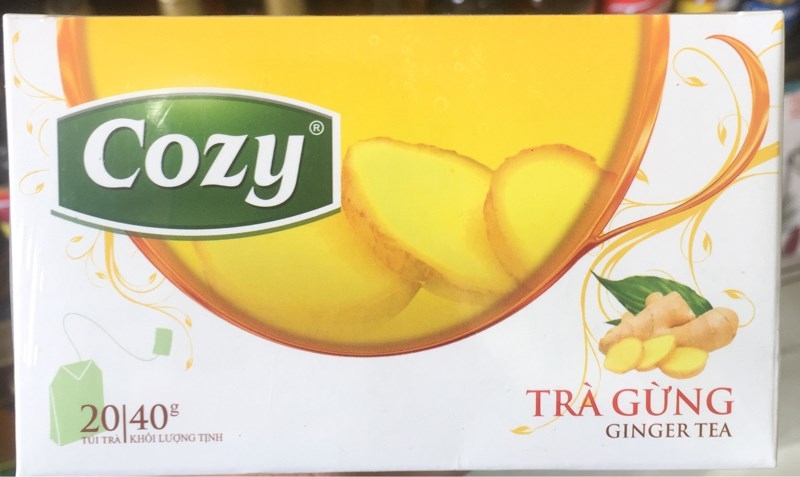 Cozy®
20|40g
TÚI TRÀ|KHỐI LƯỢNG TỊNH
TRÀ GỪNG
GINGER TEA